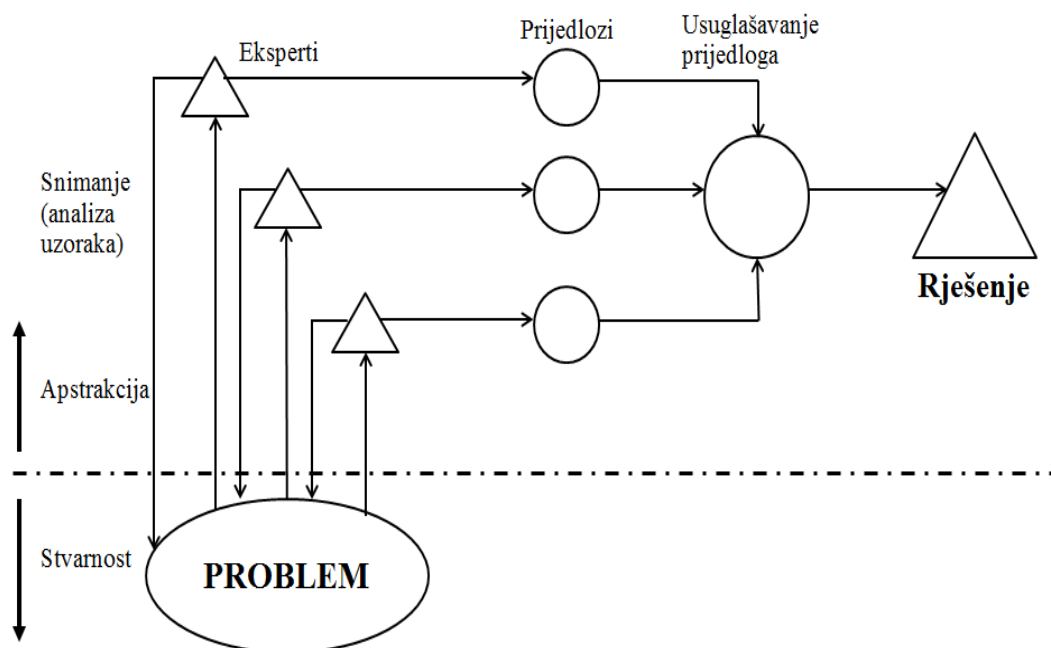 Eksperti
Prijedlozi
Usuglašavanje
prijedloga
Snimanje
(analiza
uzoraka)
Rješenje
Apstrakcija
Stvarnost
PROBLEM